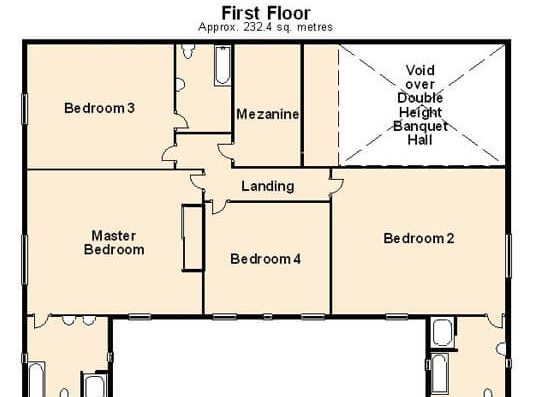 First Floor
Approx. 232.4 sq. metres
Void
over
Double
Height
Banquet
Hall
Bedroom 3
Mezanine
Landing
Master
Bedroom
Bedroom 4
Bedroom 2